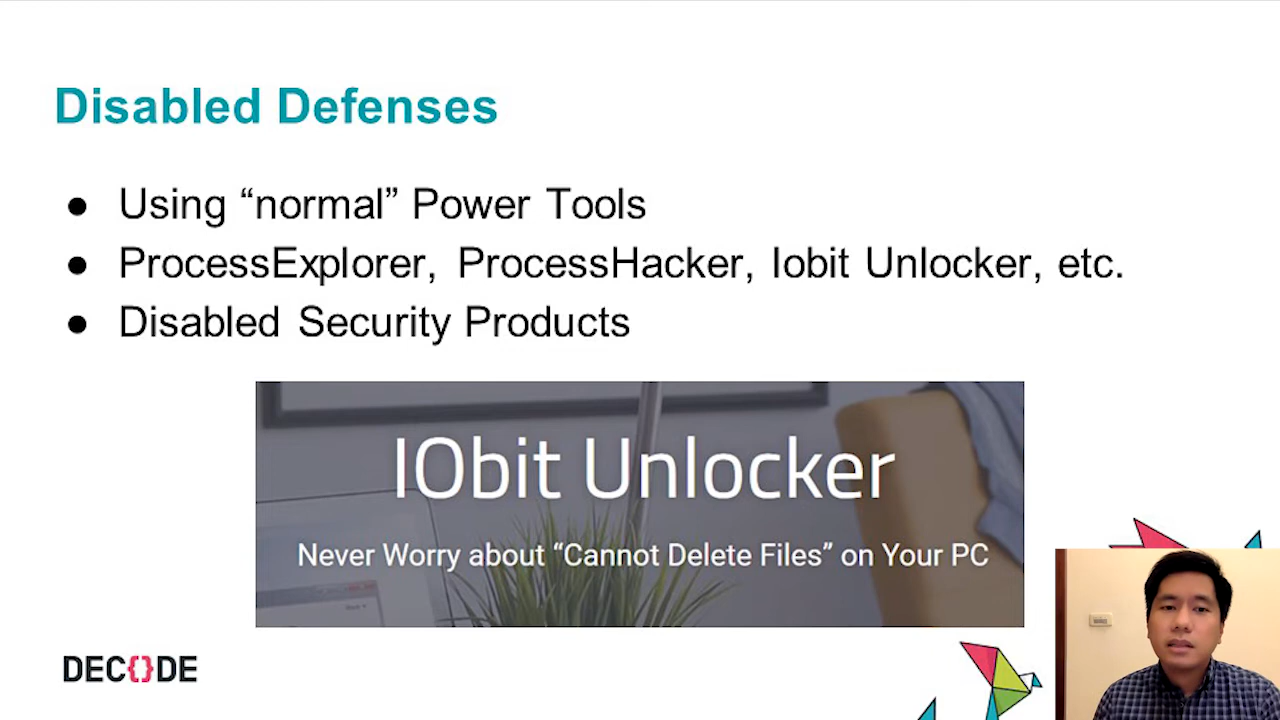 Disabled Defenses
● Using “normal” Power Tools
● ProcessExplorer, ProcessHacker, Iobit Unlocker, etc.
● Disabled Security Products
IObit Unlocker
Never Worry about “Cannot Delete Files” on Your PC
DEC{}DE